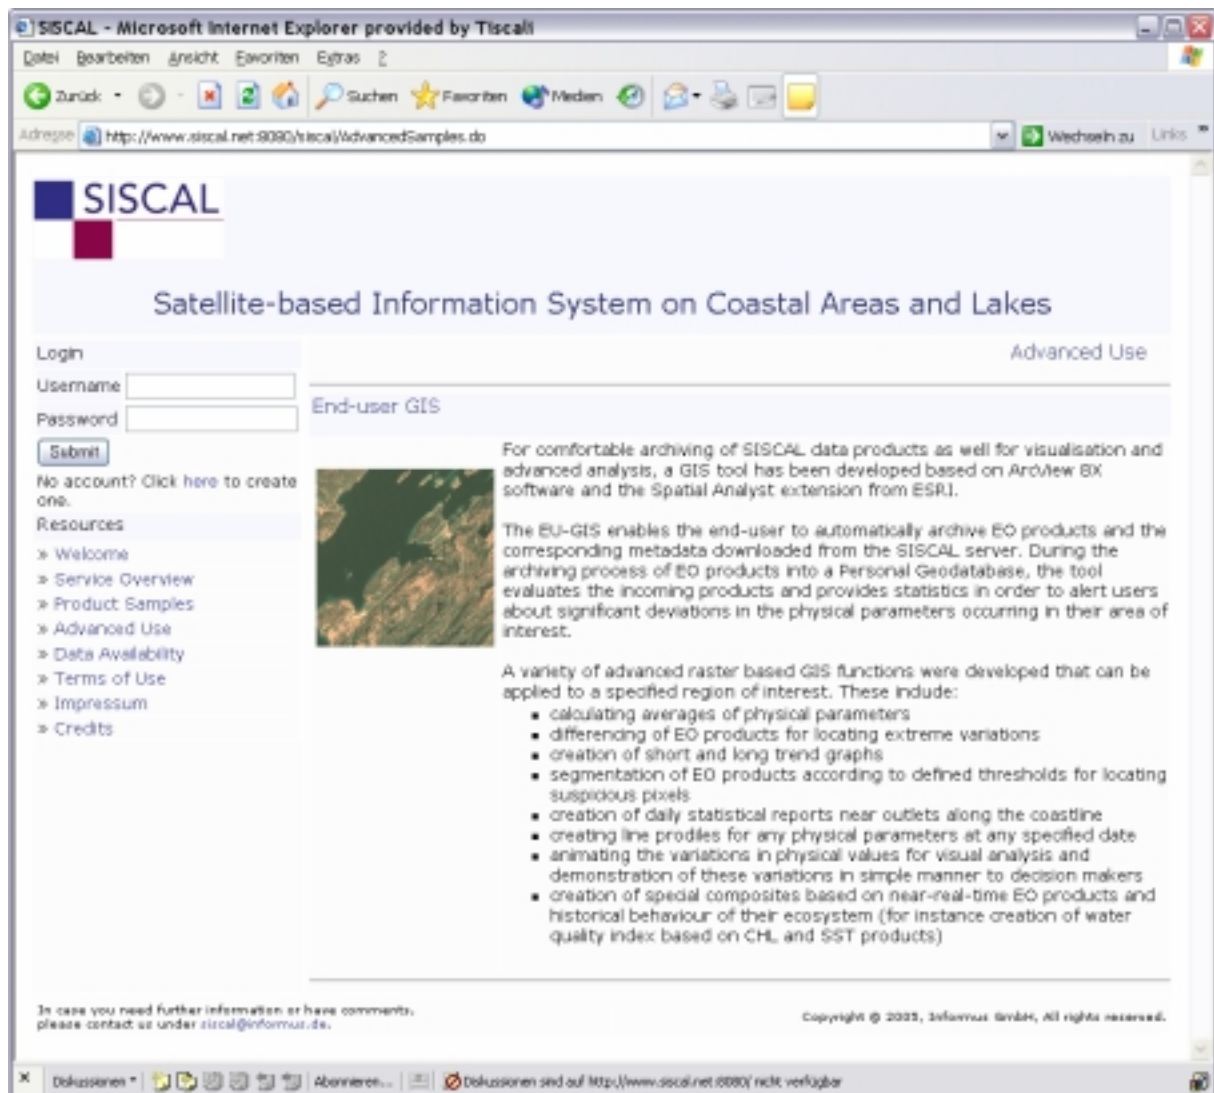 SISCAL - Microsoft Internet Explorer provided by Tiscali
Datei Bearbeiten Ansicht Favoriten Extras ?
Zurück Suchen Favoriten Medien
Adresse http://www.siscal.net:8080/siscal/AdvancedSamples.do Wechseln zu Links »
SISCAL
Satellite-based Information System on Coastal Areas and Lakes
Login
Username
Password
Submit
No account? Click here to create
one.
Resources
» Welcome
» Service Overview
» Product Samples
» Advanced Use
» Data Availability
» Terms of Use
» Impressum
» Credits
Advanced Use
End-user GIS
For comfortable archiving of SISCAL data products as well for visualisation and
advanced analysis, a GIS tool has been developed based on ArcView 8X
software and the Spatial Analyst extension from ESRI.
The EU-GIS enables the end-user to automatically archive EO products and the
corresponding metadata downloaded from the SISCAL server. During the
archiving process of EO products into a Personal Geodatabase, the tool
evaluates the incoming products and provides statistics in order to alert users
about significant deviations in the physical parameters occurring in their area of
interest.
A variety of advanced raster based GIS functions were developed that can be
applied to a specified region of interest. These include:
▪ calculating averages of physical parameters
▪ differencing of EO products for locating extreme variations
▪ creation of short and long trend graphs
▪ segmentation of EO products according to defined thresholds for locating
suspicious pixels
▪ creation of daily statistical reports near outlets along the coastline
▪ creating line prodiles for any physical parameters at any specified date
▪ animating the variations in physical values for visual analysis and
demonstration of these variations in simple manner to decision makers
▪ creation of special composites based on near-real-time EO products and
historical behaviour of their ecosystem (for instance creation of water
quality index based on CHL and SST products)
In case you need further information or have comments.
please contact us under siscal@informus.de.
Copyright @ 2005, Informus GmbH, All rights reserved.
Diskussionen Abonnieren... Diskussionen sind auf http://www.siscal.net:8080/ nicht verfügbar